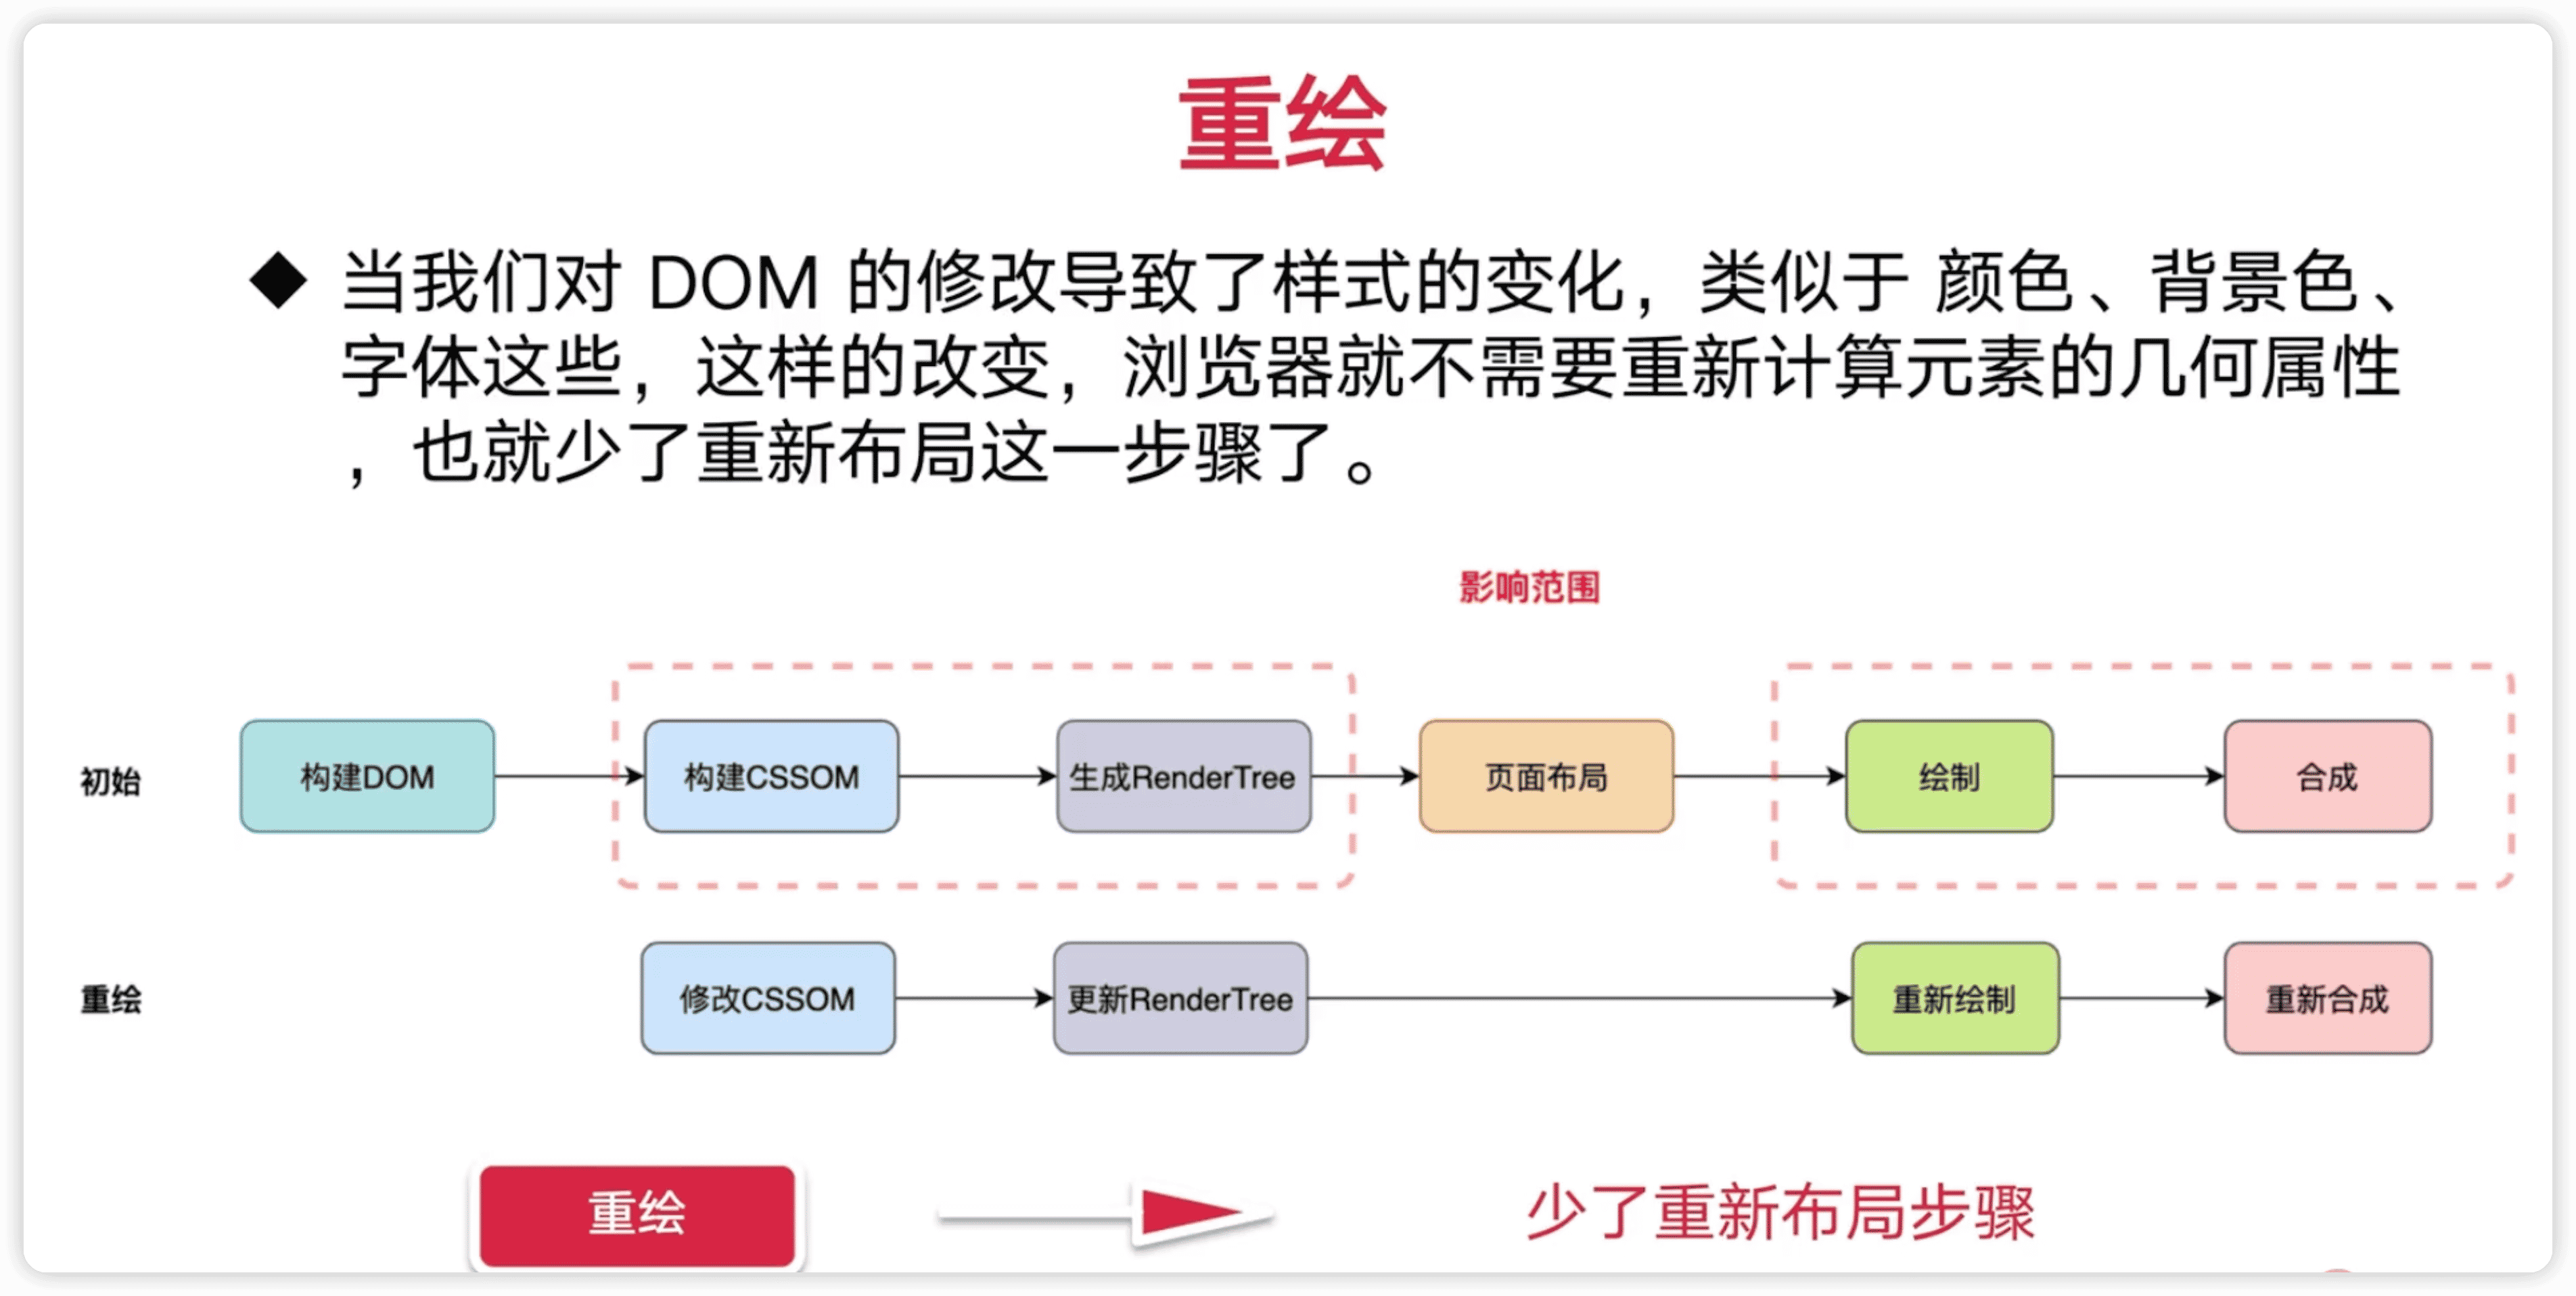 重绘
◆ 当我们对 DOM 的修改导致了样式的变化，类似于 颜色、背景色、
字体这些，这样的改变，浏览器就不需要重新计算元素的几何属性
，也就少了重新布局这一步骤了。
影响范围
初始 构建DOM 构建CSSOM 生成RenderTree 页面布局 绘制 合成
重绘 修改CSSOM 更新RenderTree 重新绘制 重新合成
重绘 少了重新布局步骤